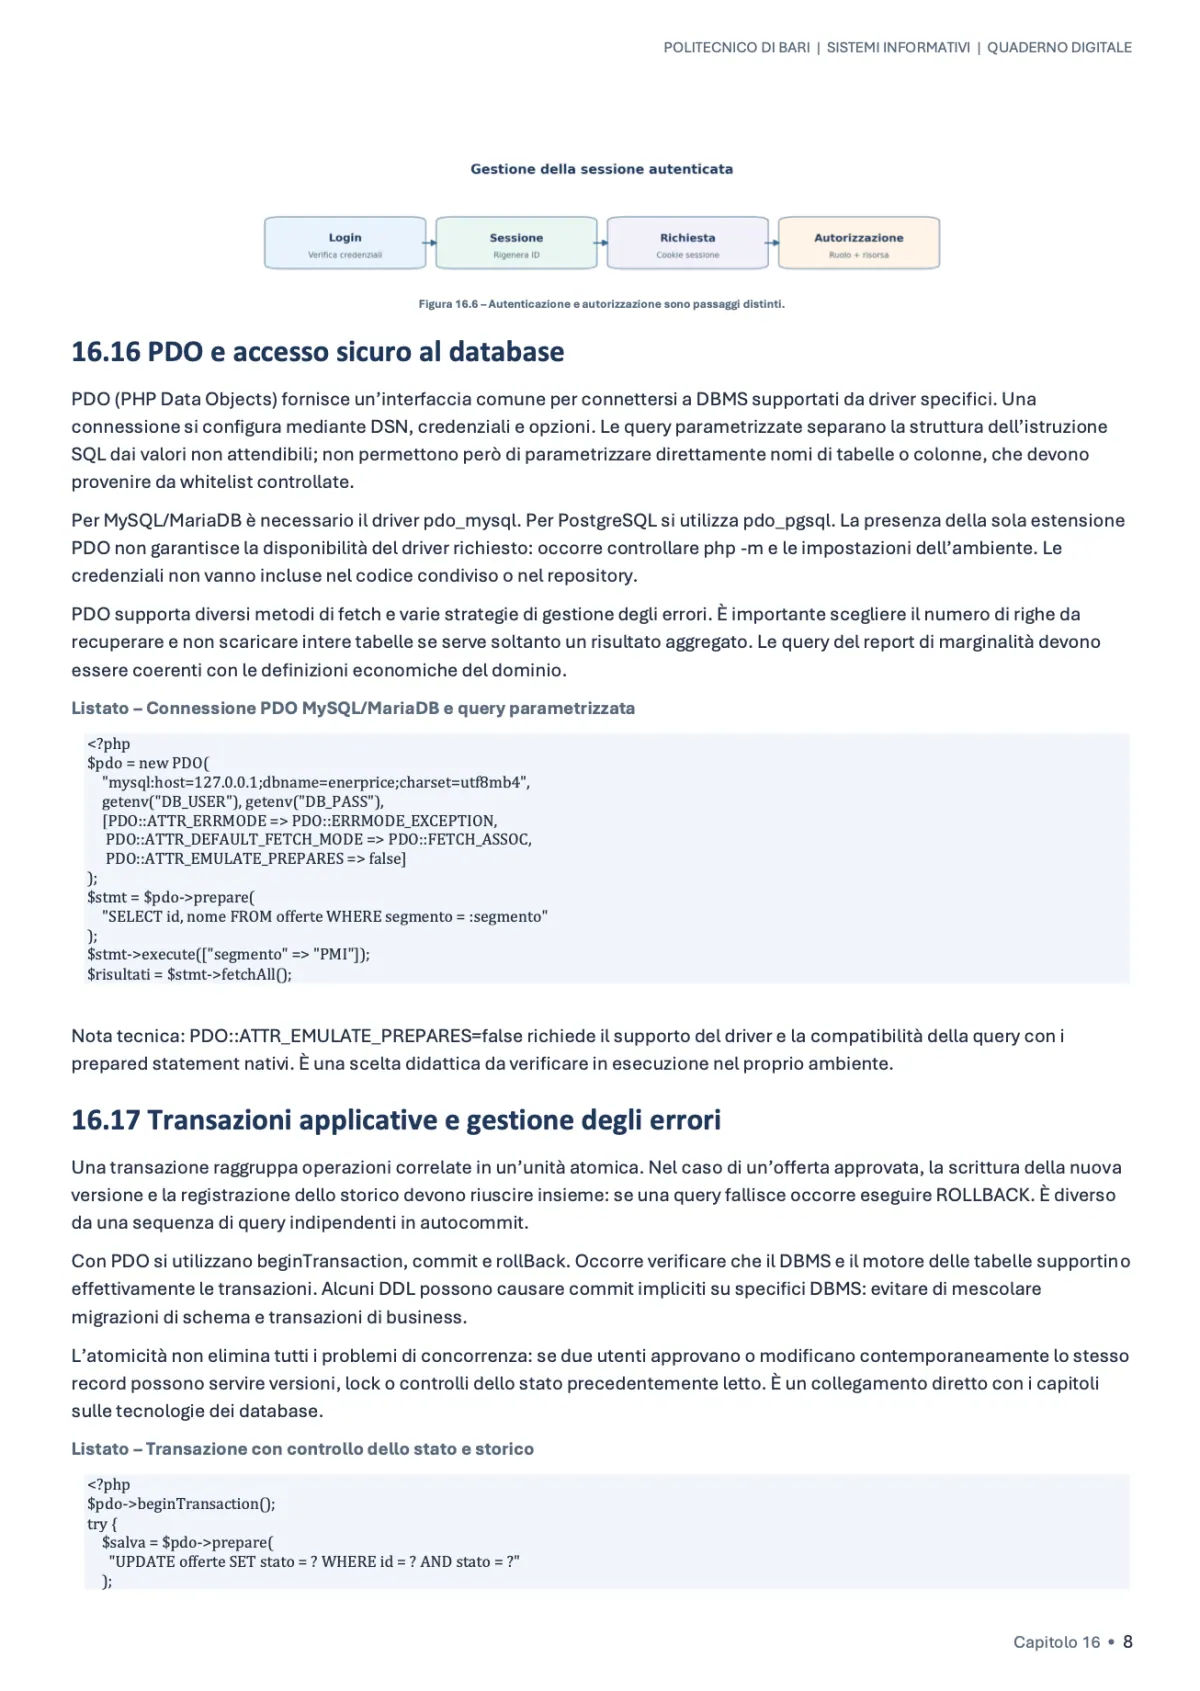 POLITECNICO DI BARI | SISTEMI INFORMATIVI | QUADERNO DIGITALE
Gestione della sessione autenticata
Login
Verifica credenziali
Sessione
Rigenera ID
Richiesta
Cookie sessione
Autorizzazione
Ruolo + risorsa
Figura 16.6 – Autenticazione e autorizzazione sono passaggi distinti.
16.16 PDO e accesso sicuro al database
PDO (PHP Data Objects) fornisce un’interfaccia comune per connettersi a DBMS supportati da driver specifici. Una
connessione si configura mediante DSN, credenziali e opzioni. Le query parametrizzate separano la struttura dell’istruzione
SQL dai valori non attendibili; non permettono però di parametrizzare direttamente nomi di tabelle o colonne, che devono
provenire da whitelist controllate.
Per MySQL/MariaDB è necessario il driver pdo_mysql. Per PostgreSQL si utilizza pdo_pgsql. La presenza della sola estensione
PDO non garantisce la disponibilità del driver richiesto: occorre controllare php -m e le impostazioni dell’ambiente. Le
credenziali non vanno incluse nel codice condiviso o nel repository.
PDO supporta diversi metodi di fetch e varie strategie di gestione degli errori. È importante scegliere il numero di righe da
recuperare e non scaricare intere tabelle se serve soltanto un risultato aggregato. Le query del report di marginalità devono
essere coerenti con le definizioni economiche del dominio.
Listato – Connessione PDO MySQL/MariaDB e query parametrizzata
<?php
$pdo = new PDO(
"mysql:host=127.0.0.1;dbname=enerprice;charset=utf8mb4",
getenv("DB_USER"), getenv("DB_PASS"),
[PDO::ATTR_ERRMODE => PDO::ERRMODE_EXCEPTION,
PDO::ATTR_DEFAULT_FETCH_MODE => PDO::FETCH_ASSOC,
PDO::ATTR_EMULATE_PREPARES => false]
);
$stmt = $pdo->prepare(
"SELECT id, nome FROM offerte WHERE segmento = :segmento"
);
$stmt->execute(["segmento" => "PMI"]);
$risultati = $stmt->fetchAll();
Nota tecnica: PDO::ATTR_EMULATE_PREPARES=false richiede il supporto del driver e la compatibilità della query con i
prepared statement nativi. È una scelta didattica da verificare in esecuzione nel proprio ambiente.
16.17 Transazioni applicative e gestione degli errori
Una transazione raggruppa operazioni correlate in un’unità atomica. Nel caso di un’offerta approvata, la scrittura della nuova
versione e la registrazione dello storico devono riuscire insieme: se una query fallisce occorre eseguire ROLLBACK. È diverso
da una sequenza di query indipendenti in autocommit.
Con PDO si utilizzano beginTransaction, commit e rollBack. Occorre verificare che il DBMS e il motore delle tabelle supportino
effettivamente le transazioni. Alcuni DDL possono causare commit impliciti su specifici DBMS: evitare di mescolare
migrazioni di schema e transazioni di business.
L’atomicità non elimina tutti i problemi di concorrenza: se due utenti approvano o modificano contemporaneamente lo stesso
record possono servire versioni, lock o controlli dello stato precedentemente letto. È un collegamento diretto con i capitoli
sulle tecnologie dei database.
Listato – Transazione con controllo dello stato e storico
<?php
$pdo->beginTransaction();
try {
$salva = $pdo->prepare(
"UPDATE offerte SET stato = ? WHERE id = ? AND stato = ?"
);
Capitolo 16 • 8